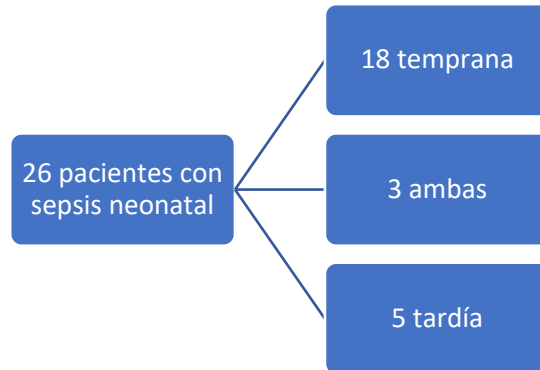 26 pacientes con
sepsis neonatal
18 temprana
3 ambas
5 tardía